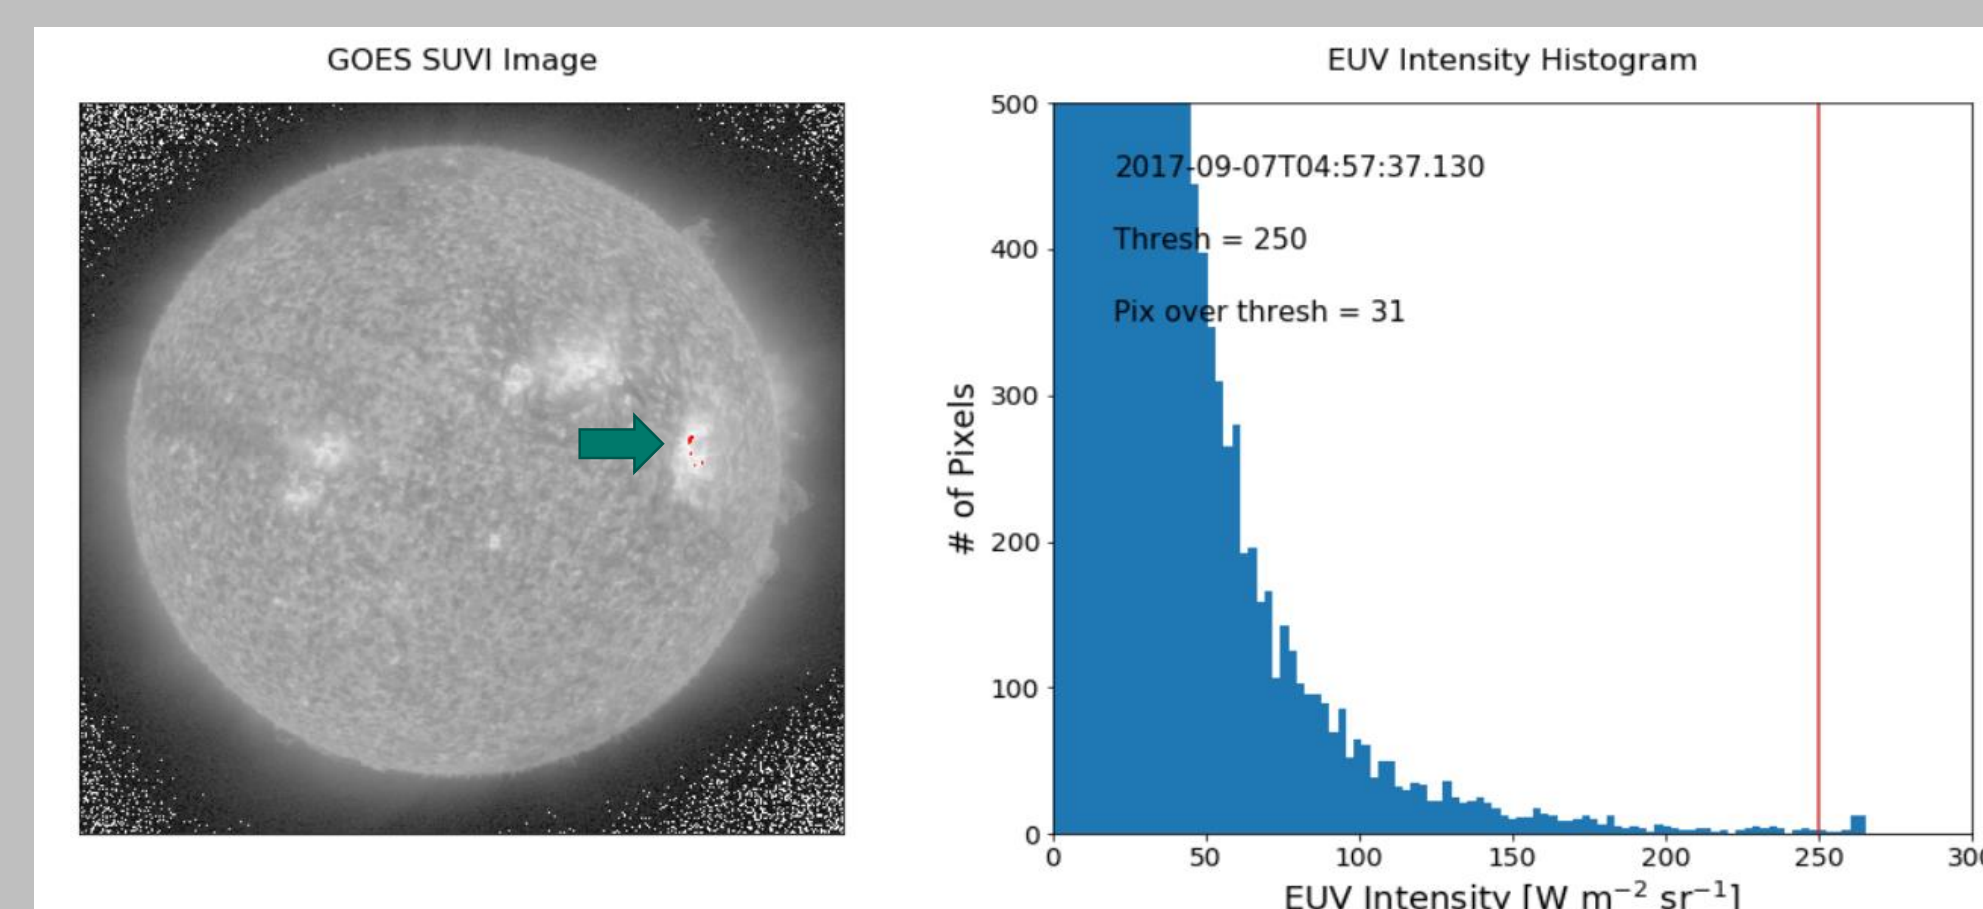 GOES SUVI Image
EUV Intensity Histogram
500
400
300
200
100
0
# of Pixels
2017-09-07T04:57:37.130
Thresh = 250
Pix over thresh = 31
0 50 100 150 200 250 300
EUV Intensity [W m⁻² sr⁻¹]